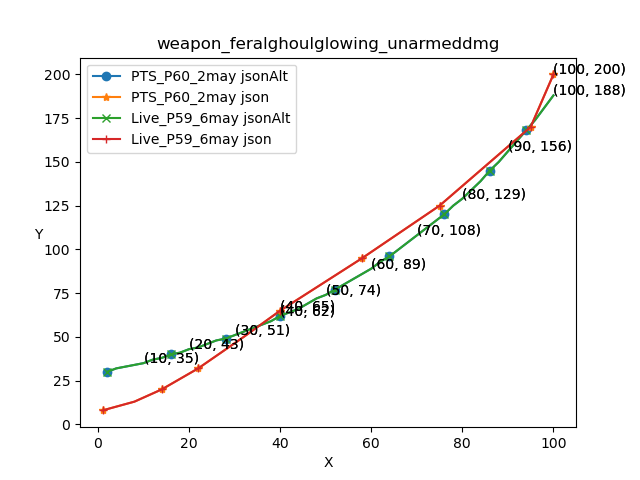 weapon_feralghoulglowing_unarmeddmg
PTS_P60_2may jsonAlt
PTS_P60_2may json
Live_P59_6may jsonAlt
Live_P59_6may json
(100, 200)
(100, 188)
(90, 156)
(80, 129)
(70, 108)
(60, 89)
(50, 74)
(40, 65)
(40, 62)
(30, 51)
(20, 43)
(10, 35)
200
175
150
125
100
75
50
25
0
Y
0 20 40 60 80 100
X